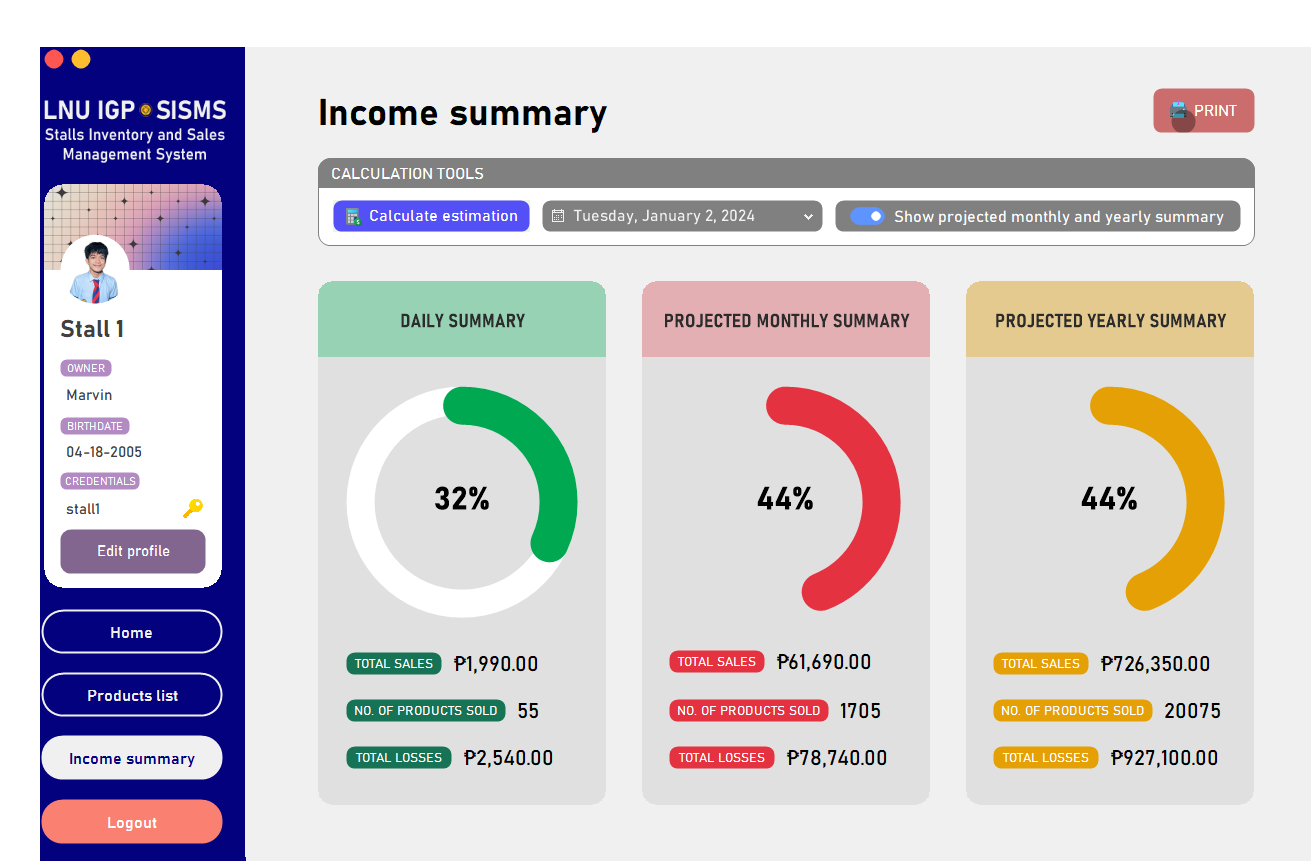 LNU IGP SISMS
Stalls Inventory and Sales
Management System
Stall 1
OWNER
Marvin
BIRTHDATE
04-18-2005
CREDENTIALS
stall1
Edit profile
Home
Products list
Income summary
Logout
Income summary
PRINT
CALCULATION TOOLS
Calculate estimation
Tuesday, January 2, 2024
Show projected monthly and yearly summary
DAILY SUMMARY
32%
TOTAL SALES ₱1,990.00
NO. OF PRODUCTS SOLD 55
TOTAL LOSSES ₱2,540.00
PROJECTED MONTHLY SUMMARY
44%
TOTAL SALES ₱61,690.00
NO. OF PRODUCTS SOLD 1705
TOTAL LOSSES ₱78,740.00
PROJECTED YEARLY SUMMARY
44%
TOTAL SALES ₱726,350.00
NO. OF PRODUCTS SOLD 20075
TOTAL LOSSES ₱927,100.00